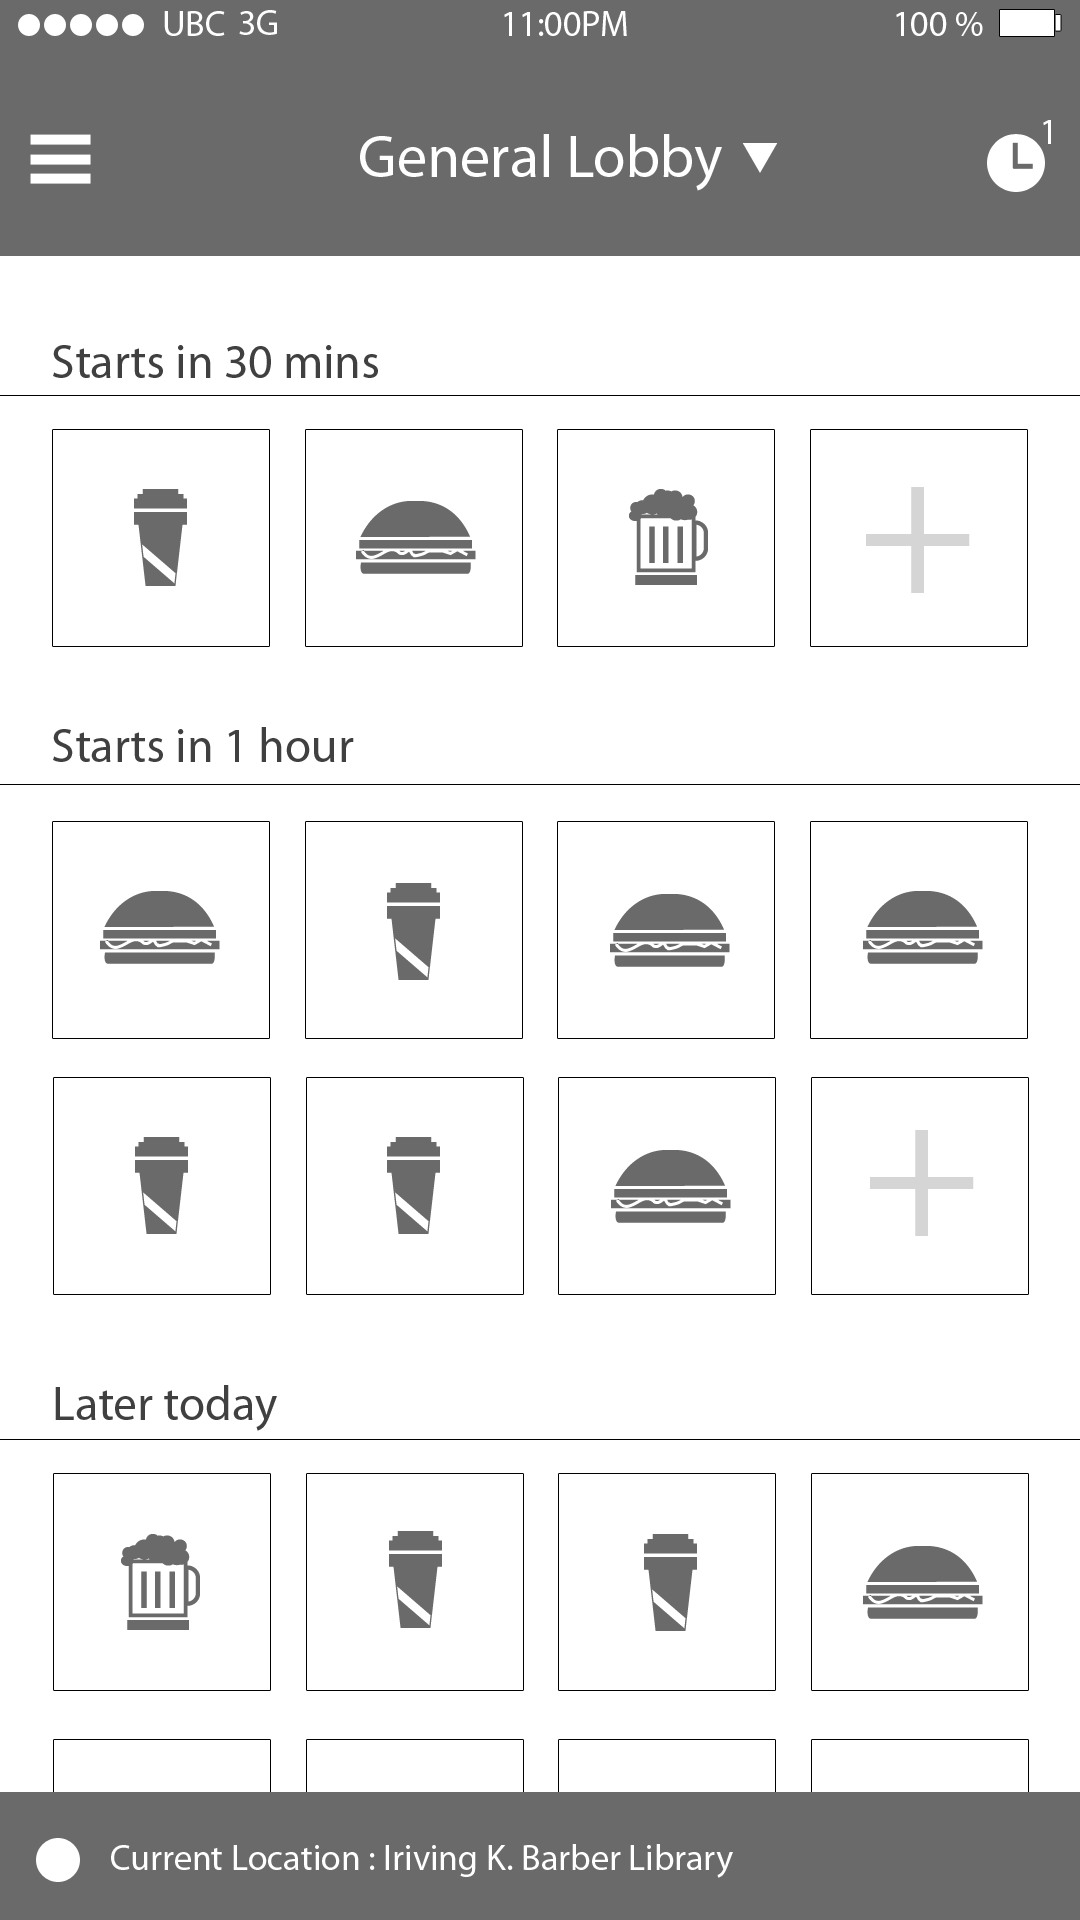 UBC 3G 11:00PM 100 %
General Lobby
1
Starts in 30 mins
Starts in 1 hour
Later today
Current Location : Iriving K. Barber Library